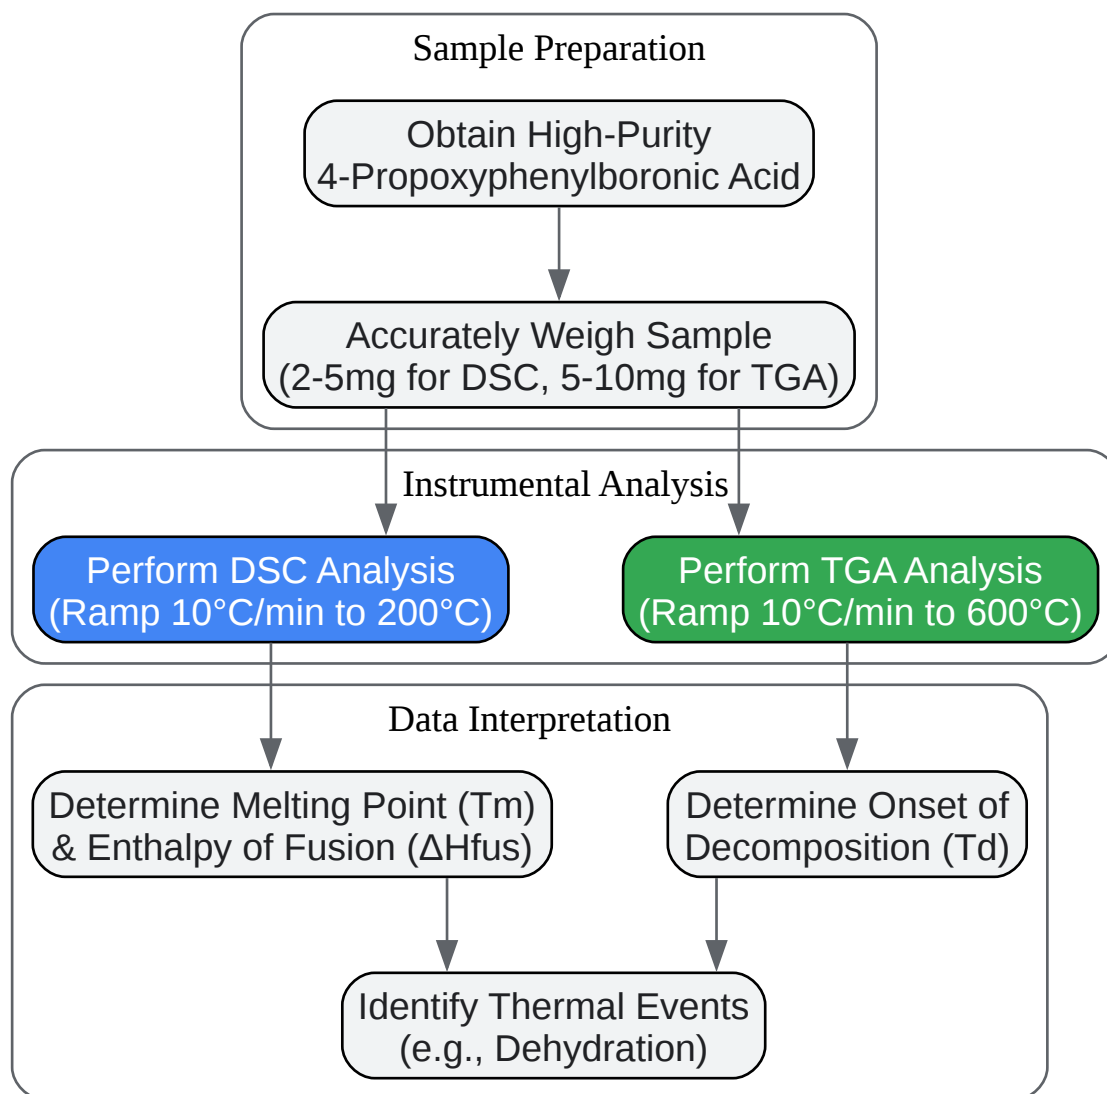 Sample Preparation
Obtain High-Purity
4-Propoxyphenylboronic Acid
Accurately Weigh Sample
(2-5mg for DSC, 5-10mg for TGA)
Instrumental Analysis
Perform DSC Analysis
(Ramp 10°C/min to 200°C)
Perform TGA Analysis
(Ramp 10°C/min to 600°C)
Data Interpretation
Determine Melting Point (Tm)
& Enthalpy of Fusion (ΔHfus)
Determine Onset of
Decomposition (Td)
Identify Thermal Events
(e.g., Dehydration)